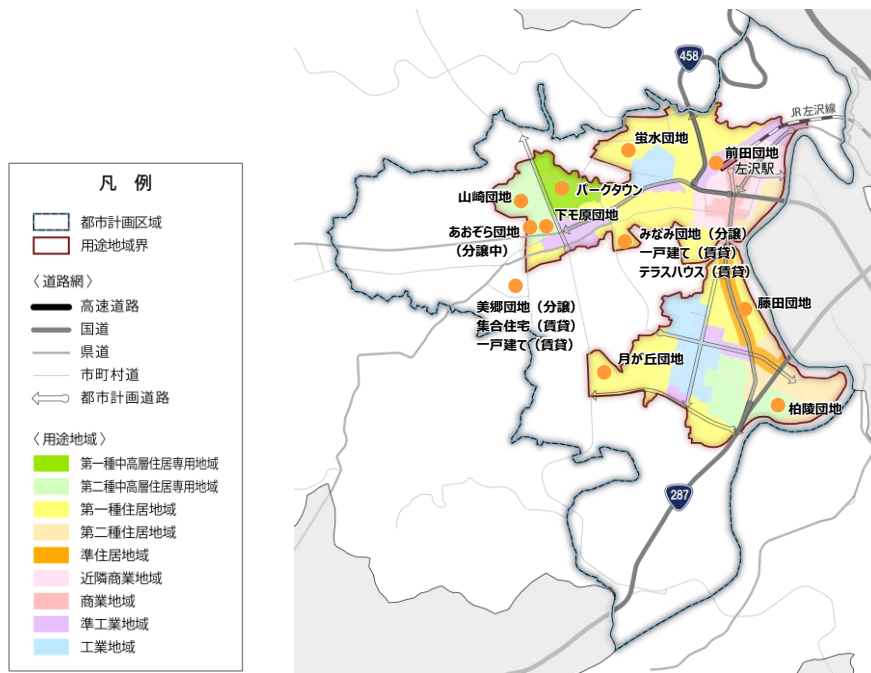 凡例
都市計画区域
用途地域界
〈道路網〉
高速道路
国道
県道
市町村道
都市計画道路
〈用途地域〉
第一種中高層住居専用地域
第二種中高層住居専用地域
第一種住居地域
第二種住居地域
準住居地域
近隣商業地域
商業地域
準工業地域
工業地域
458
JR左沢線
蛍水団地
前田団地
左沢駅
パークタウン
山崎団地
下モ原団地
あおぞら団地
(分譲中)
みなみ団地(分譲)
一戸建て(賃貸)
テラスハウス(賃貸)
美郷団地(分譲)
集合住宅(賃貸)
一戸建て(賃貸)
藤田団地
月が丘団地
柏陵団地
287